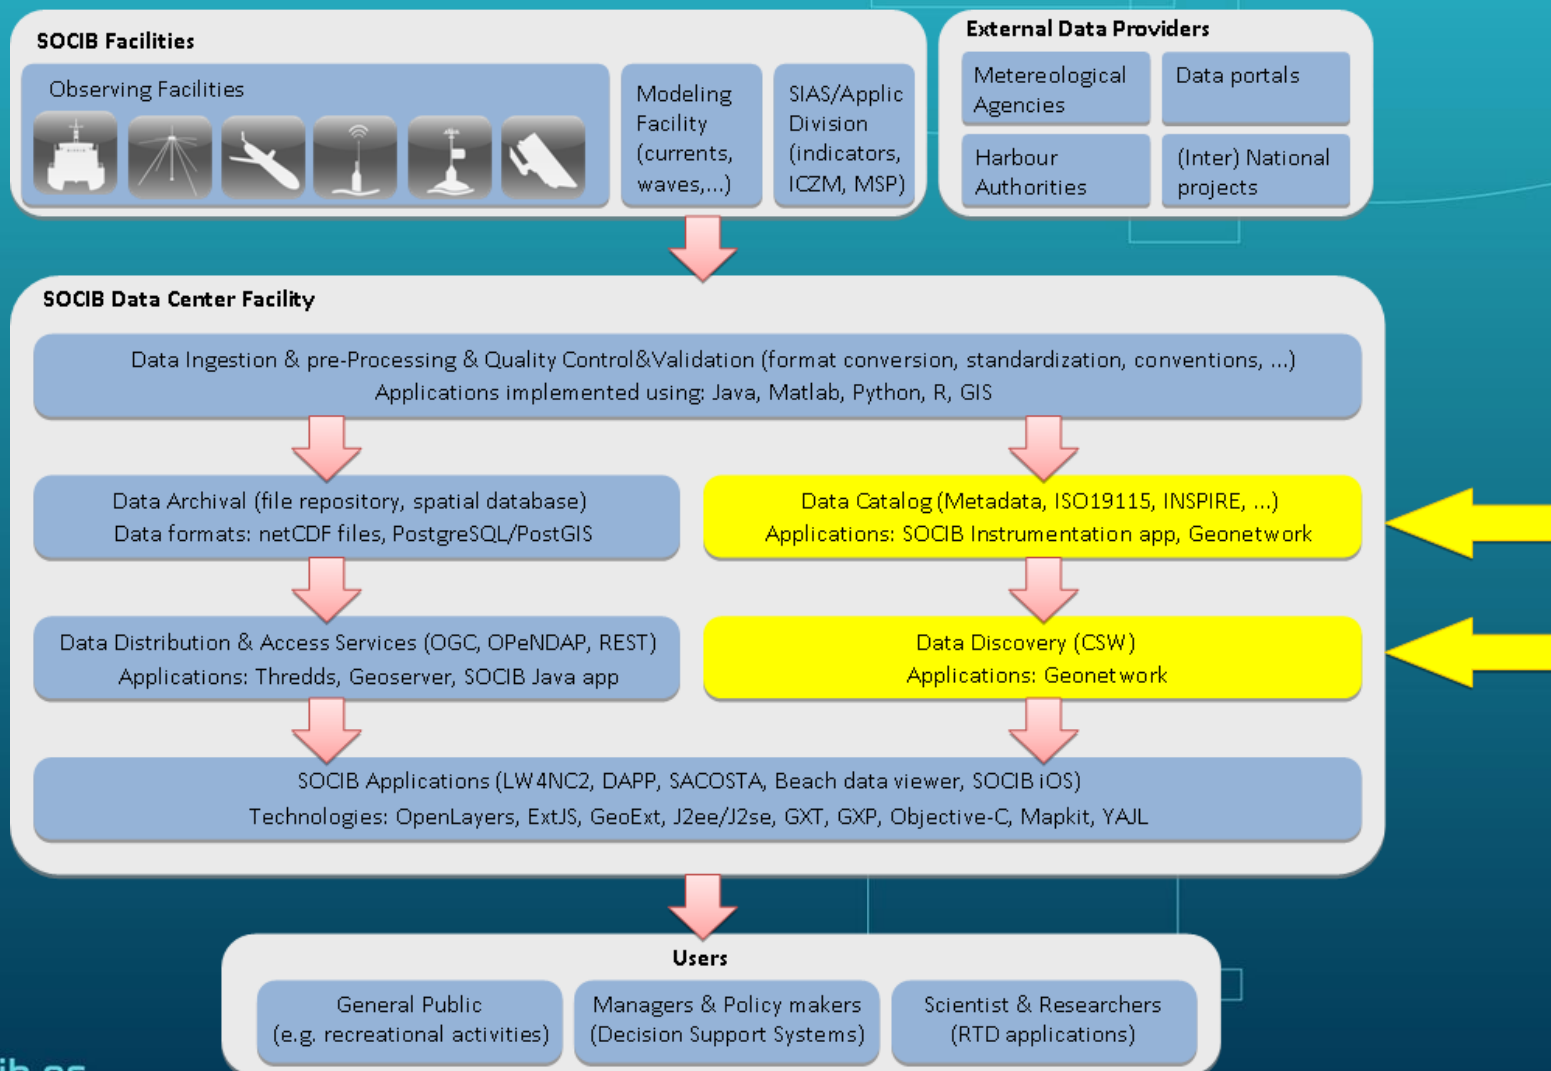 SOCIB Facilities
Observing Facilities
Modeling
Facility
(currents,
waves,...)
SIAS/Applic
Division
(indicators,
ICZM, MSP)
External Data Providers
Metereological
Agencies
Data portals
Harbour
Authorities
(Inter) National
projects
SOCIB Data Center Facility
Data Ingestion & pre-Processing & Quality Control&Validation (format conversion, standardization, conventions, ...)
Applications implemented using: Java, Matlab, Python, R, GIS
Data Archival (file repository, spatial database)
Data formats: netCDF files, PostgreSQL/PostGIS
Data Catalog (Metadata, ISO19115, INSPIRE, ...)
Applications: SOCIB Instrumentation app, Geonetwork
Data Distribution & Access Services (OGC, OPeNDAP, REST)
Applications: Thredds, Geoserver, SOCIB Java app
Data Discovery (CSW)
Applications: Geonetwork
SOCIB Applications (LW4NC2, DAPP, SACOSTA, Beach data viewer, SOCIB iOS)
Technologies: OpenLayers, ExtJS, GeoExt, J2ee/J2se, GXT, GXP, Objective-C, Mapkit, YAJL
Users
General Public
(e.g. recreational activities)
Managers & Policy makers
(Decision Support Systems)
Scientist & Researchers
(RTD applications)